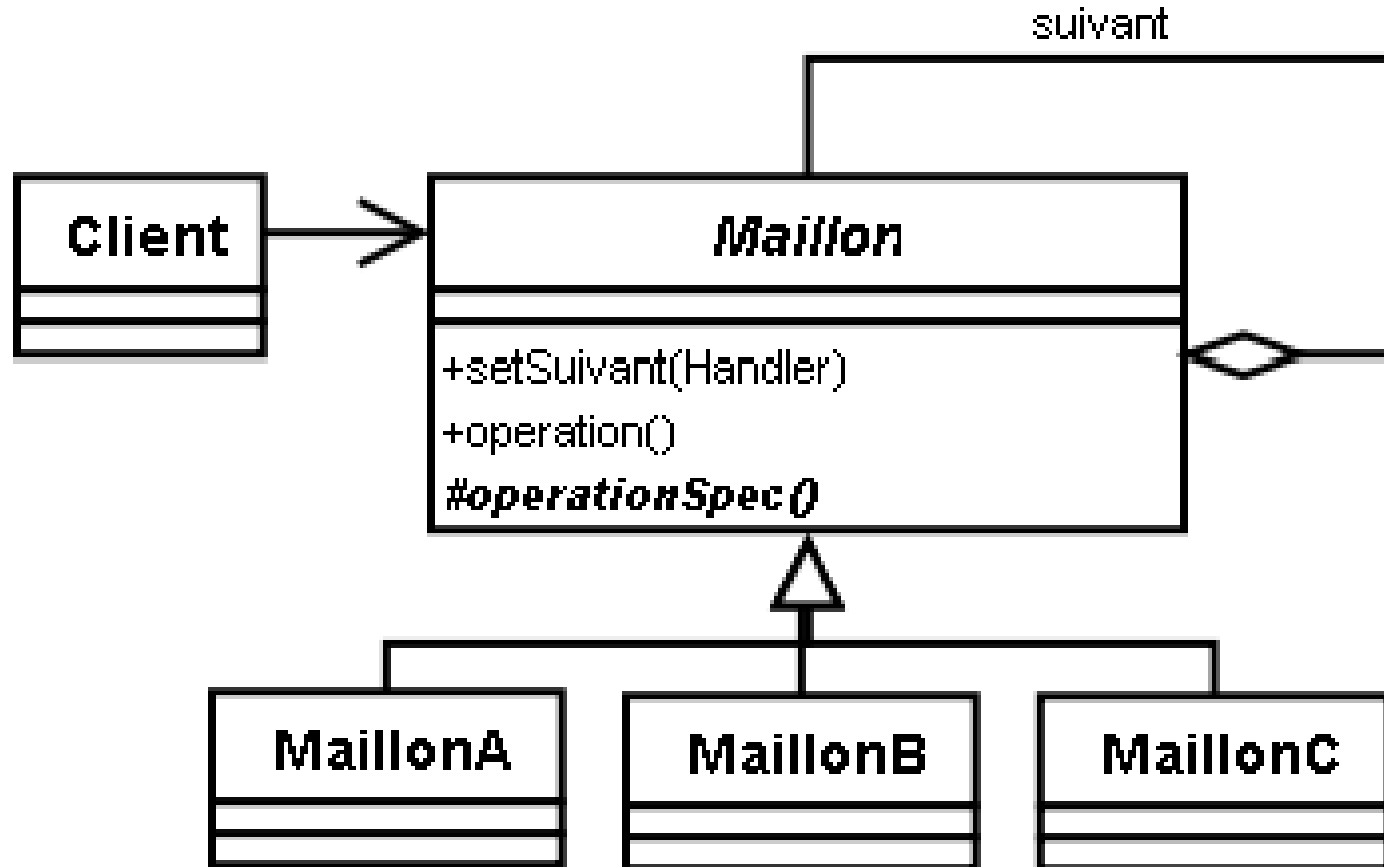 suivant
Client
Maillon
+setSuivant(Handler)
+operation()
#operationSpec()
MaillonA
MaillonB
MaillonC